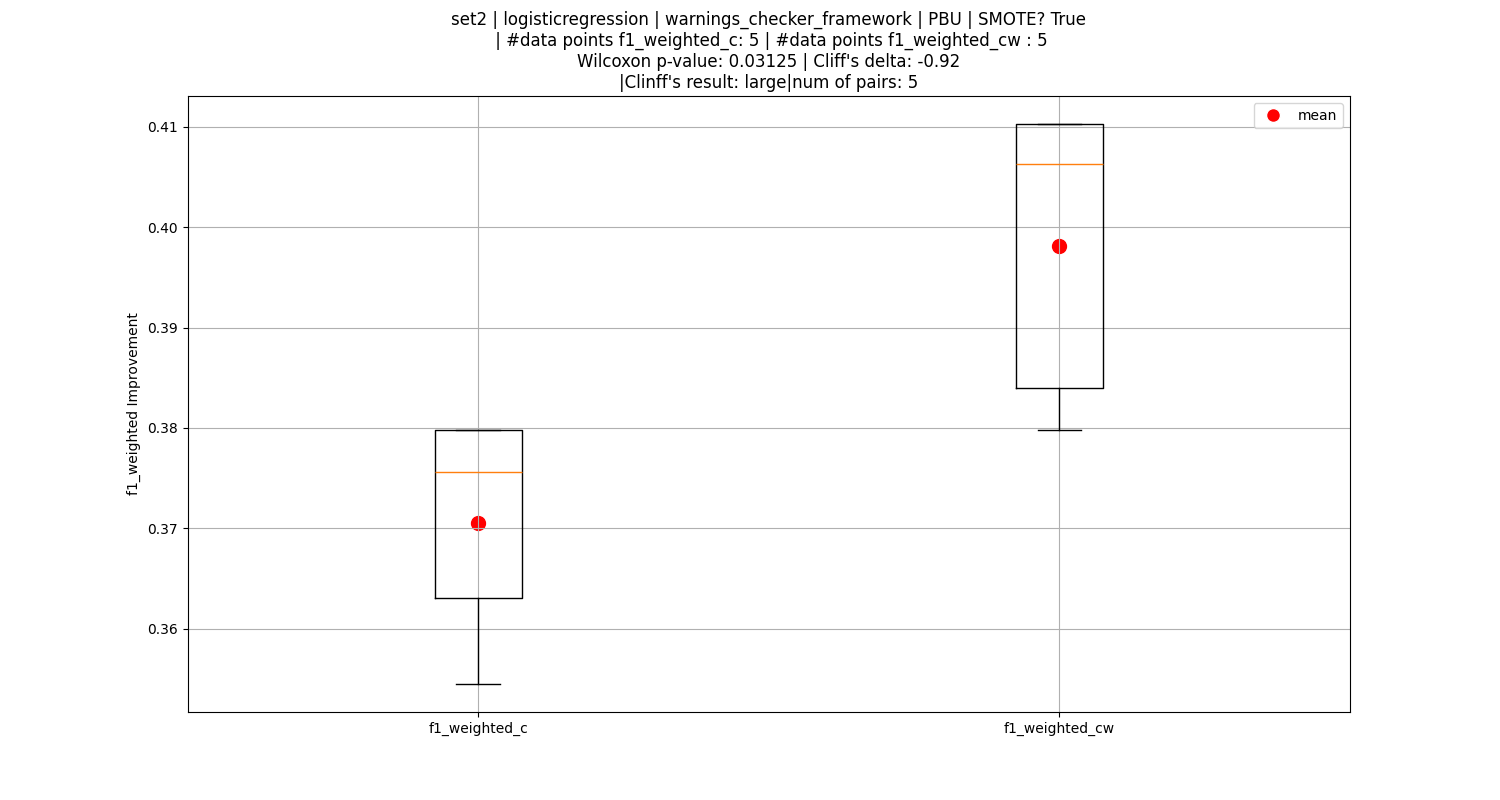 set2 | logisticregression | warnings_checker_framework | PBU | SMOTE? True
| #data points f1_weighted_c: 5 | #data points f1_weighted_cw : 5
Wilcoxon p-value: 0.03125 | Cliff's delta: -0.92
|Clinff's result: large|num of pairs: 5
mean
0.41
0.40
0.39
0.38
0.37
0.36
f1_weighted Improvement
f1_weighted_c
f1_weighted_cw